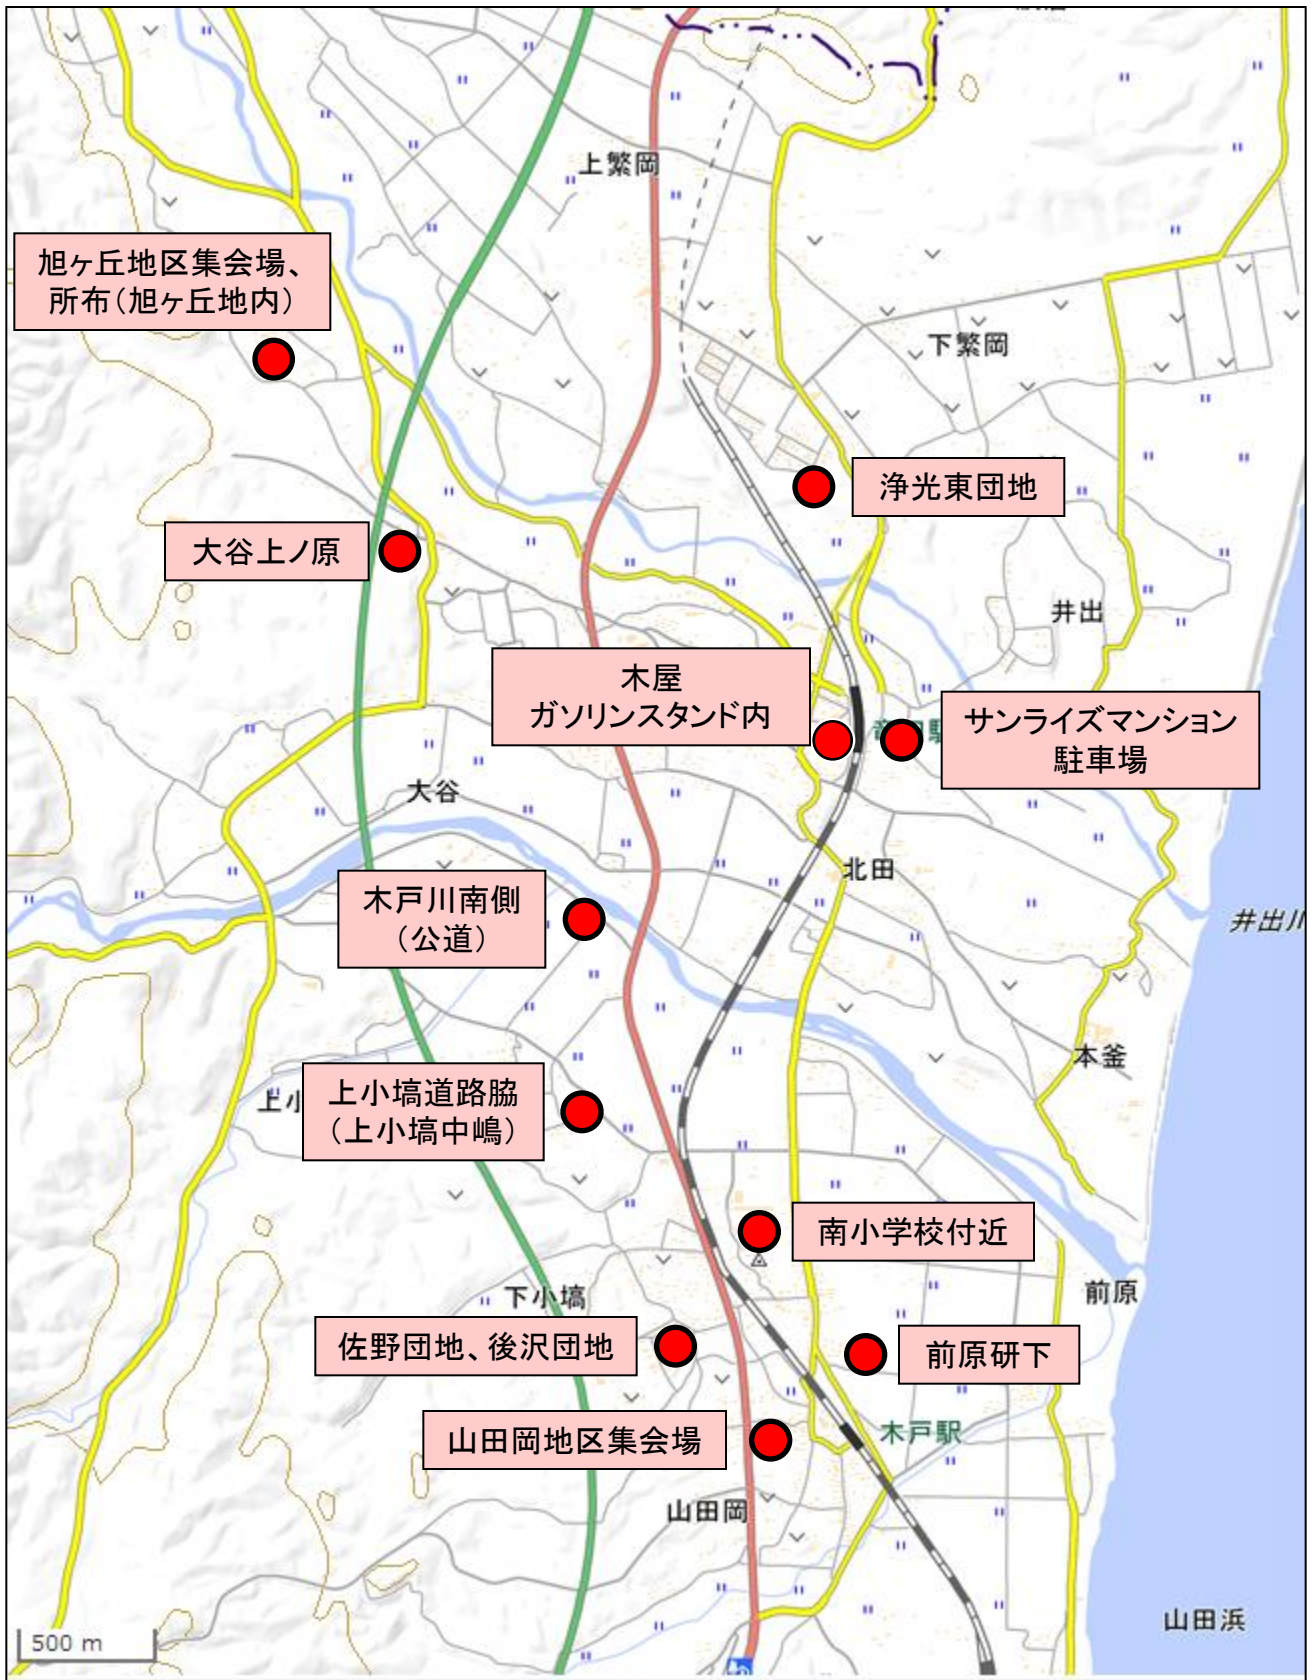 上繁岡
旭ヶ丘地区集会場、
所布（旭ヶ丘地内）
下繁岡
浄光東団地
大谷上ノ原
井出
木屋
ガソリンスタンド内
サンライズマンション
駐車場
大谷
北田
木戸川南側
（公道）
井出川
本釜
上小塙道路脇
（上小塙中嶋）
上小
南小学校付近
前原
下小塙
佐野団地、後沢団地
前原研下
山田岡地区集会場
木戸駅
山田岡
山田浜
500 m